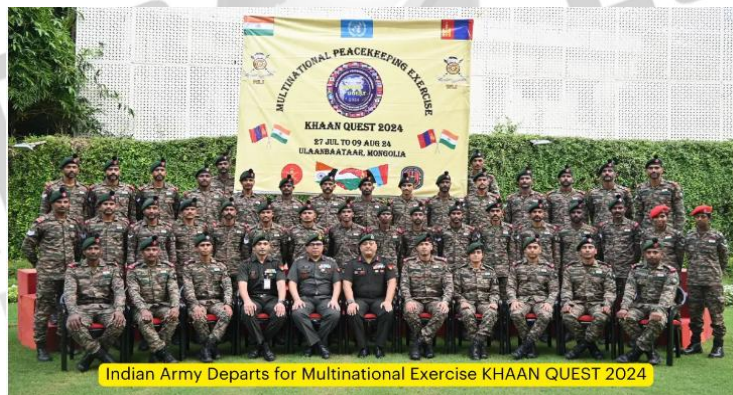 MULTINATIONAL PEACEKEEPING EXERCISE
KHAAN QUEST 2024
27 JUL TO 09 AUG 24
ULAANBAATAR, MONGOLIA
Indian Army Departs for Multinational Exercise KHAAN QUEST 2024